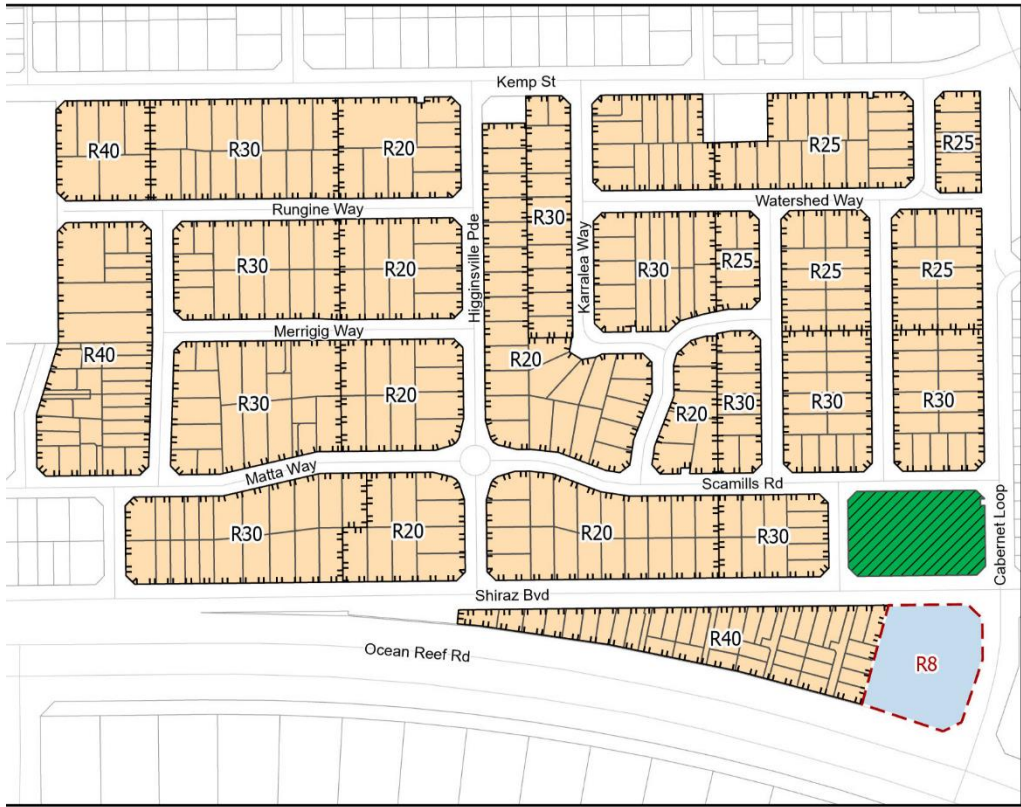 Kemp St
R40
R30
R20
R25
R25
Rungine Way
Watershed Way
Higginsville Pde
R30
Karralea Way
R30
R20
R30
R25
R25
R25
Merrigig Way
R40
R20
R30
R20
R20
R30
R30
R30
Matta Way
Scamills Rd
R30
R20
R20
R30
Cabernet Loop
Shiraz Bvd
Ocean Reef Rd
R40
R8